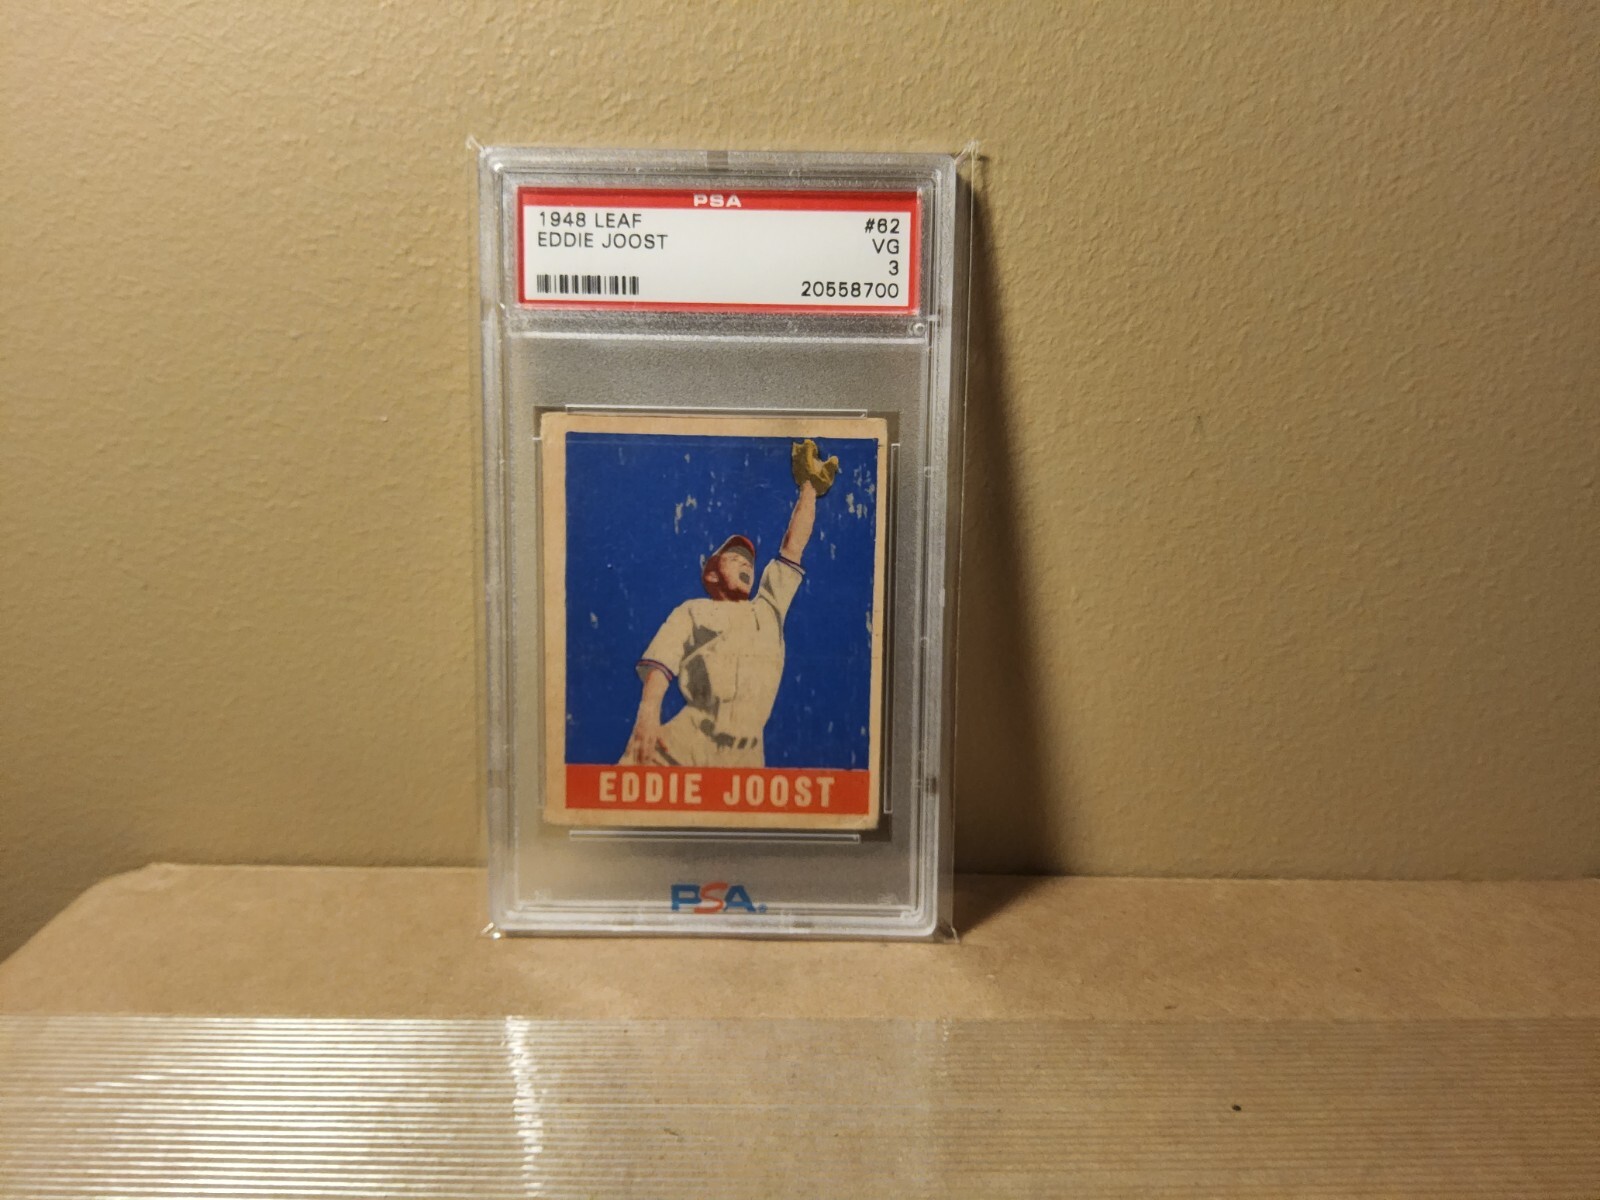 PSA
1948 LEAF #62
EDDIE JOOST VG
3
20558700
EDDIE JOOST
PSA®